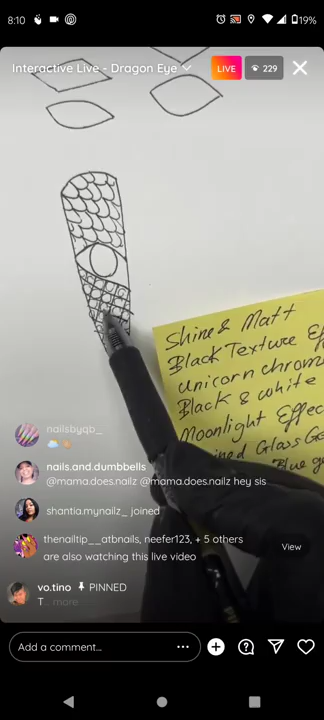 8:10
19%
Interactive Live - Dragon Eye
LIVE
229
Shine & Matt
Black Texture
unicorn chrom
Black & white
Moonlight Effec
Glass
Blue
nailsbyqb_
nails.and.dumbbells
@mama.does.nailz @mama.does.nailz hey sis
shantia.mynailz_ joined
thenailtip__atbnails, neefer123, + 5 others
are also watching this live video
View
vo.tino PINNED
T... more
Add a comment...